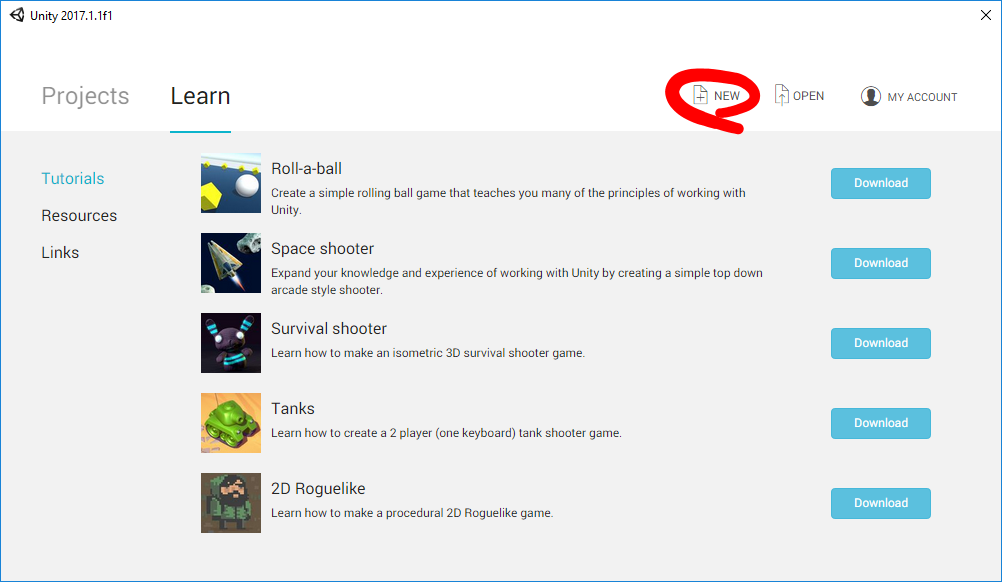 Unity 2017.1.1f1
Projects
Learn
NEW
OPEN
MY ACCOUNT
Tutorials
Resources
Links
Roll-a-ball
Create a simple rolling ball game that teaches you many of the principles of working with
Unity.
Download
Space shooter
Expand your knowledge and experience of working with Unity by creating a simple top down
arcade style shooter.
Download
Survival shooter
Learn how to make an isometric 3D survival shooter game.
Download
Tanks
Learn how to create a 2 player (one keyboard) tank shooter game.
Download
2D Roguelike
Learn how to make a procedural 2D Roguelike game.
Download